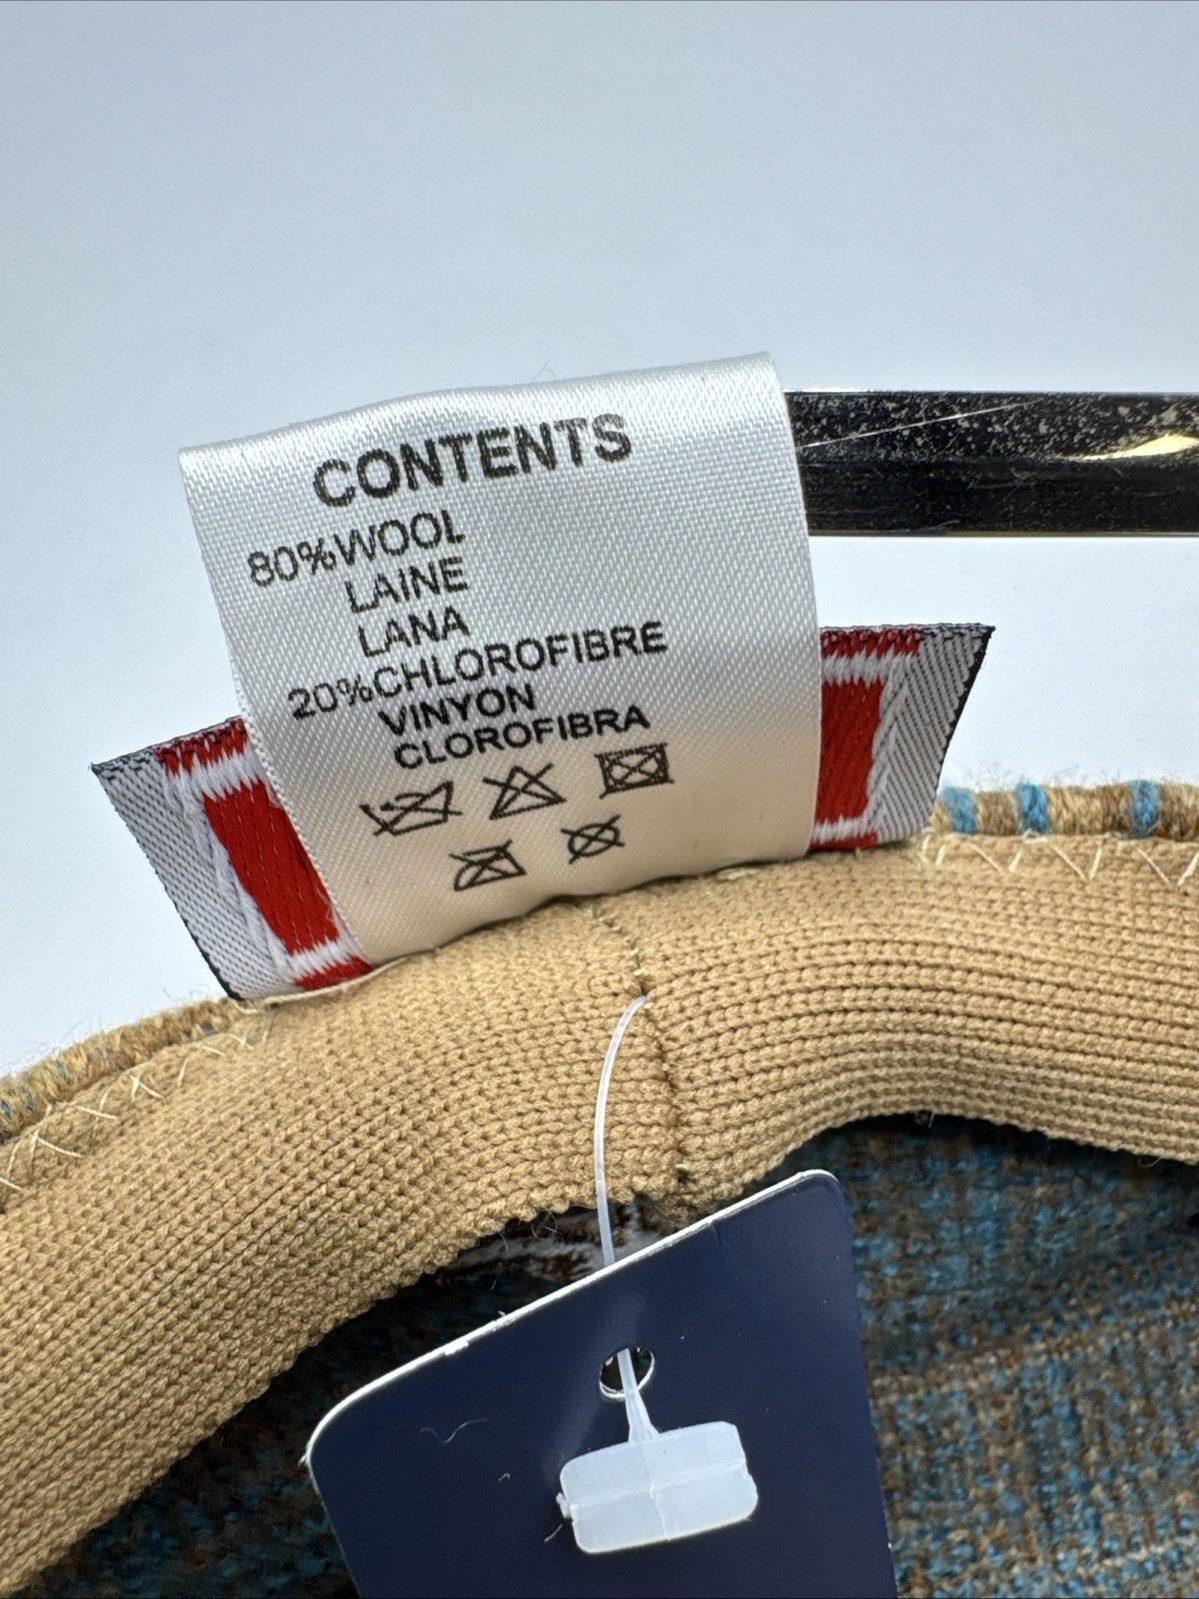 CONTENTS
80%WOOL
LAINE
LANA
20%CHLOROFIBRE
VINYON
CLOROFIBRA